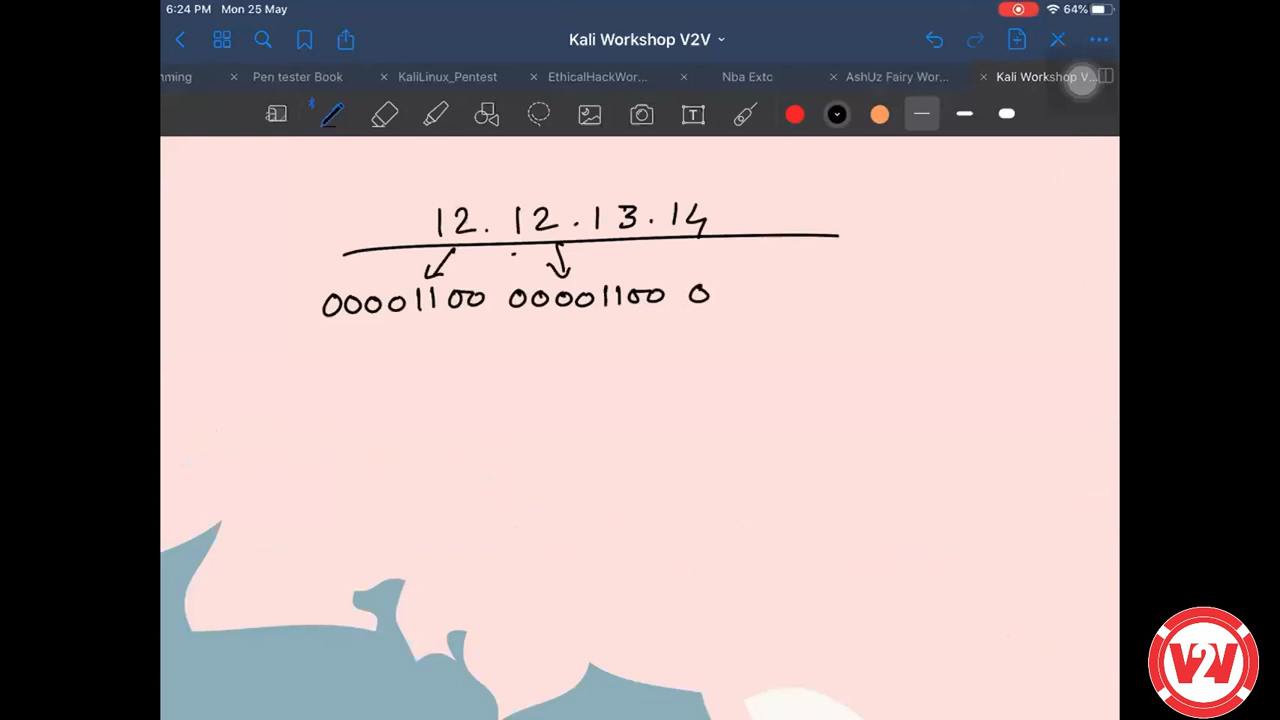 6:24 PM Mon 25 May 64%
Kali Workshop V2V
mming Pen tester Book KaliLinux_Pentest EthicalHackWor... Nba Extc AshUz Fairy Wor... Kali Workshop V...
T
12.12.13.14
00001100 00001100 0
V2V